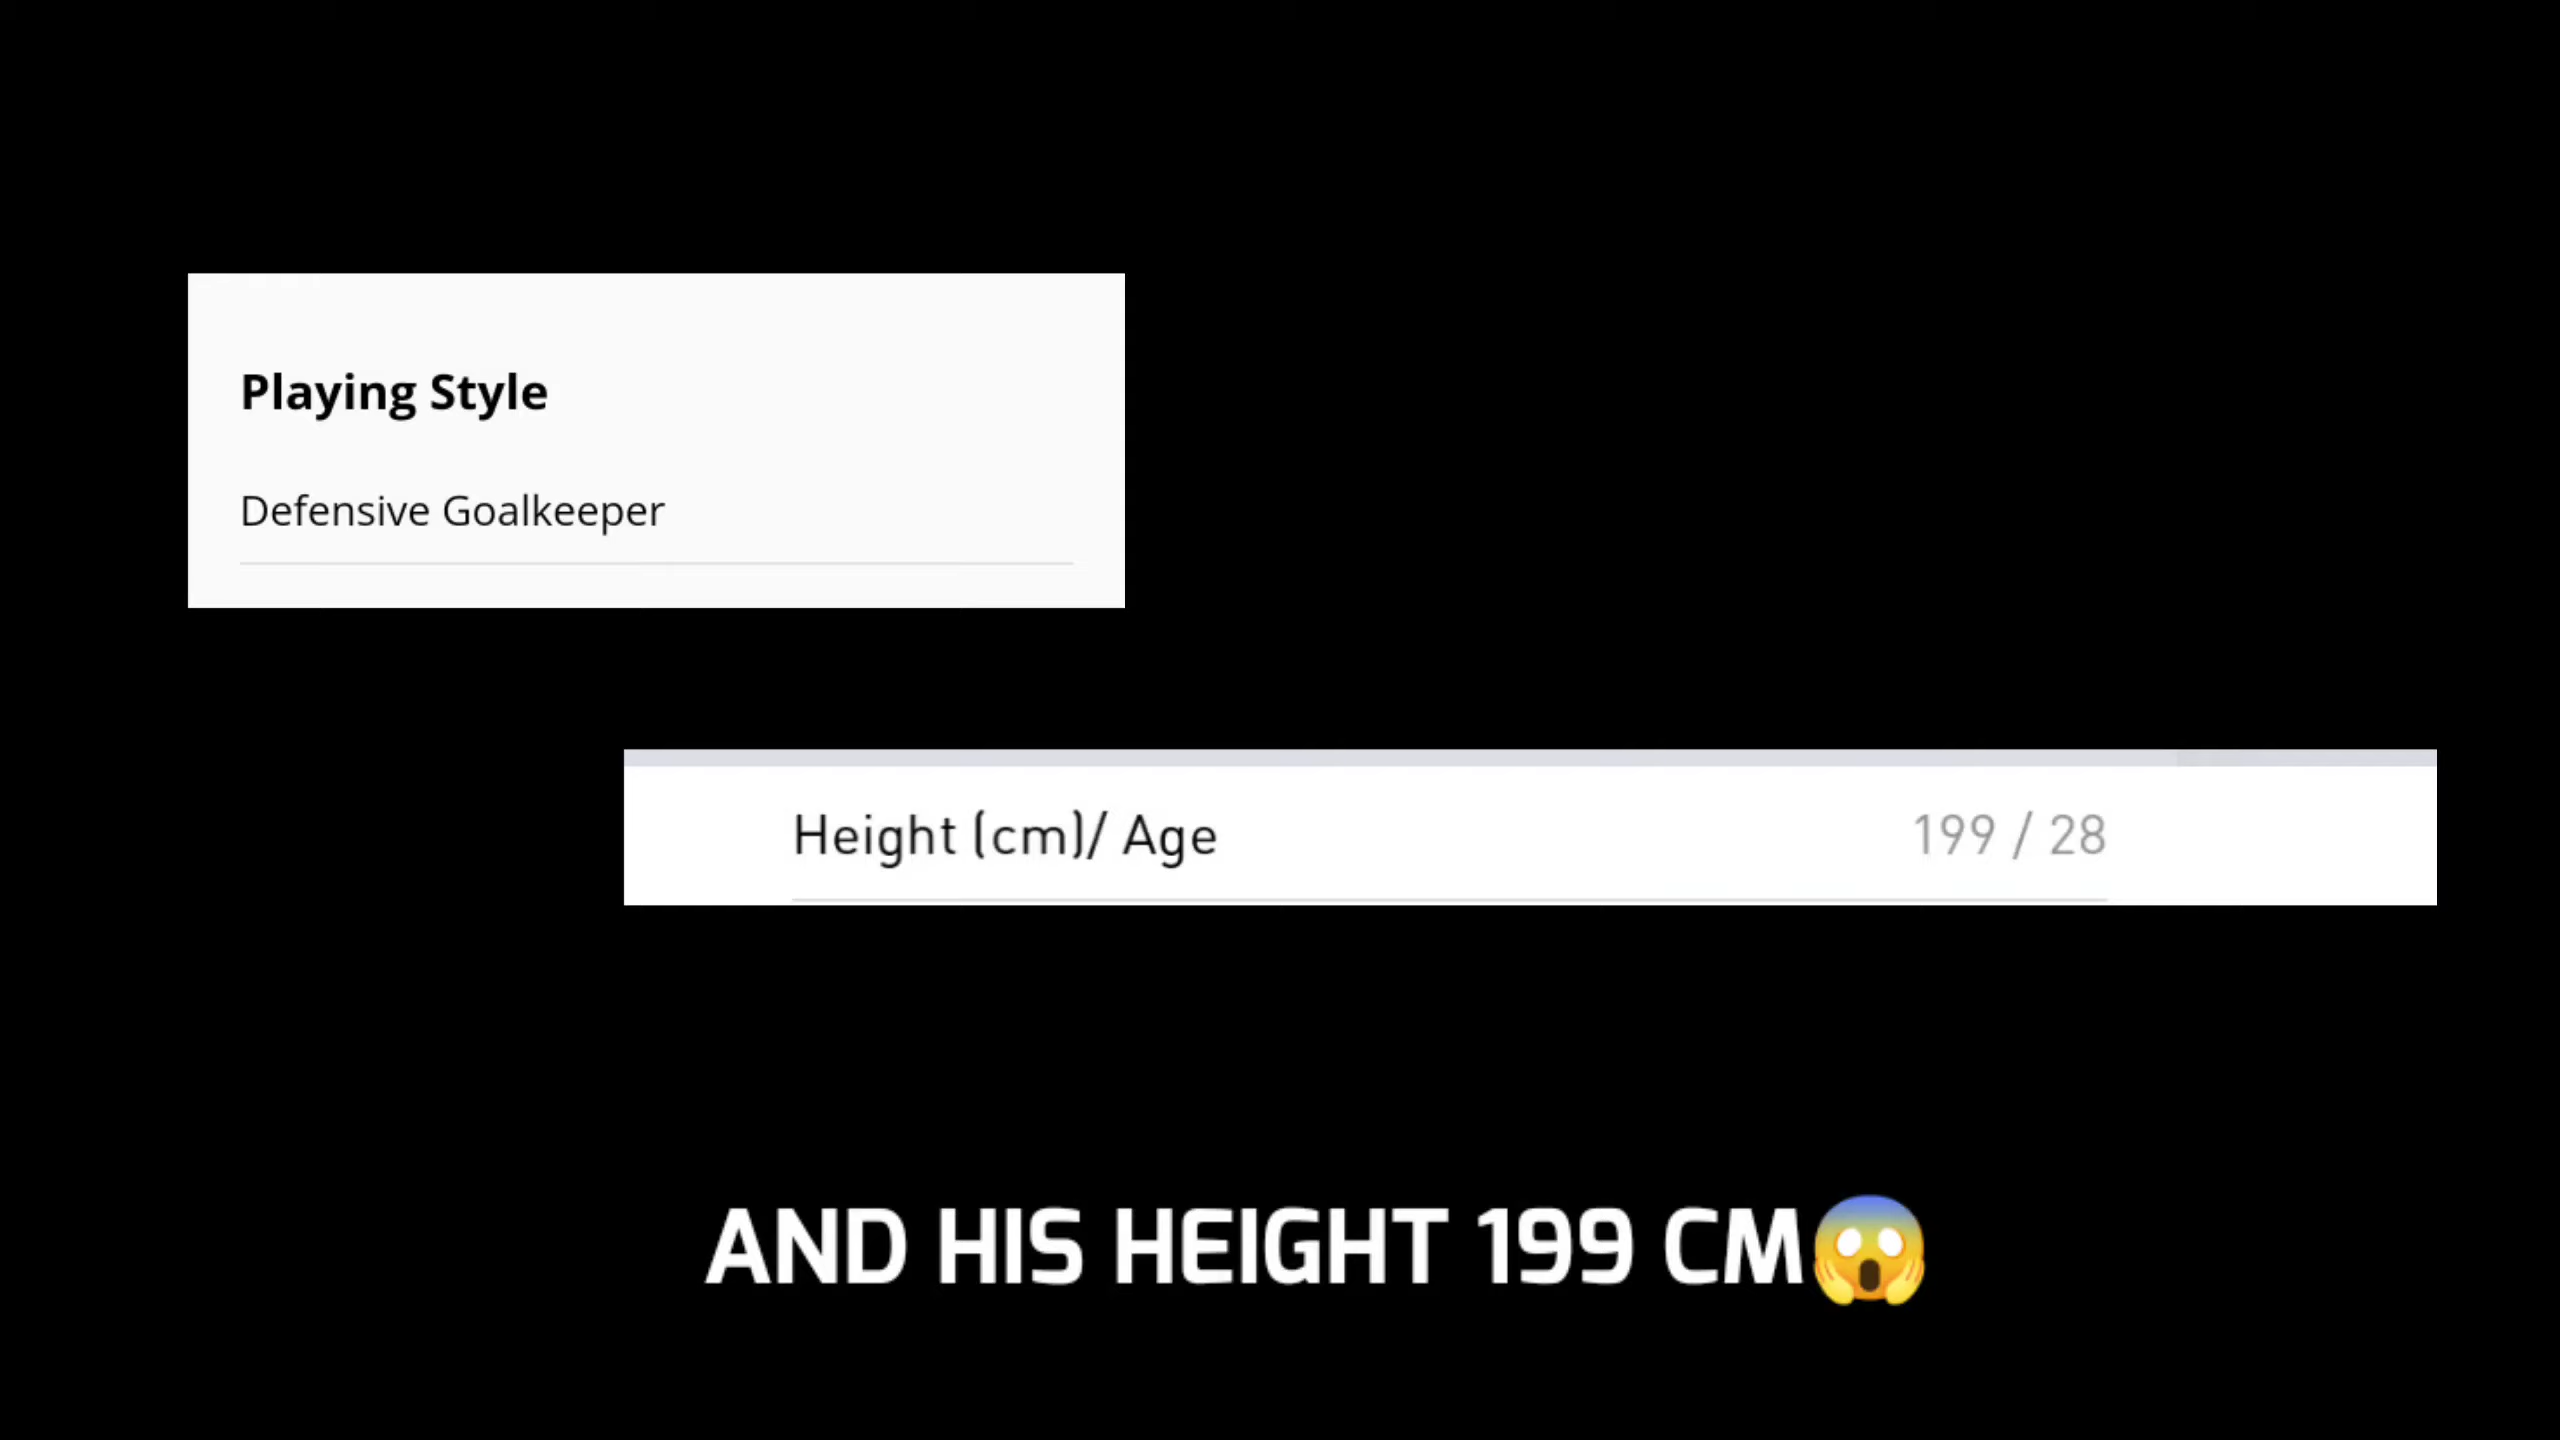 Playing Style
Defensive Goalkeeper
Height (cm)/ Age 199 / 28
AND HIS HEIGHT 199 CM😱